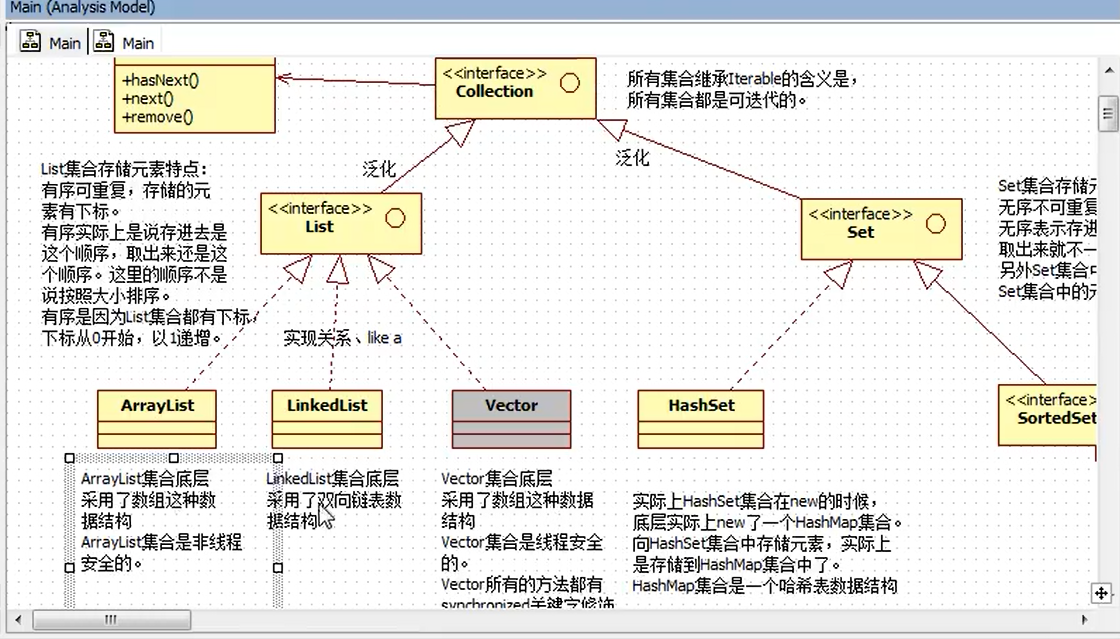 Main (Analysis Model)
Main
Main
+hasNext()
+next()
+remove()
<<interface>>
Collection
所有集合继承Iterable的含义是，
所有集合都是可迭代的。
泛化
泛化
List集合存储元素特点：
有序可重复，存储的元
素有下标。
有序实际上是说存进去是
这个顺序，取出来还是这
个顺序。这里的顺序不是
说按照大小排序。
有序是因为List集合都有下标，
下标从0开始，以1递增。
<<interface>>
List
<<interface>>
Set
Set集合存储元
无序不可重复
无序表示存进
取出来就不一
另外Set集合中
Set集合中的元
实现关系、like a
ArrayList
LinkedList
Vector
HashSet
<<interface>
SortedSet
ArrayList集合底层
采用了数组这种数
据结构
ArrayList集合是非线程
安全的。
LinkedList集合底层
采用了双向链表数
据结构
Vector集合底层
采用了数组这种数据
结构
Vector集合是线程安全
的。
Vector所有的方法都有
synchronized关键字修饰
实际上HashSet集合在new的时候，
底层实际上new了一个HashMap集合。
向HashSet集合中存储元素，实际上
是存储到HashMap集合中了。
HashMap集合是一个哈希表数据结构